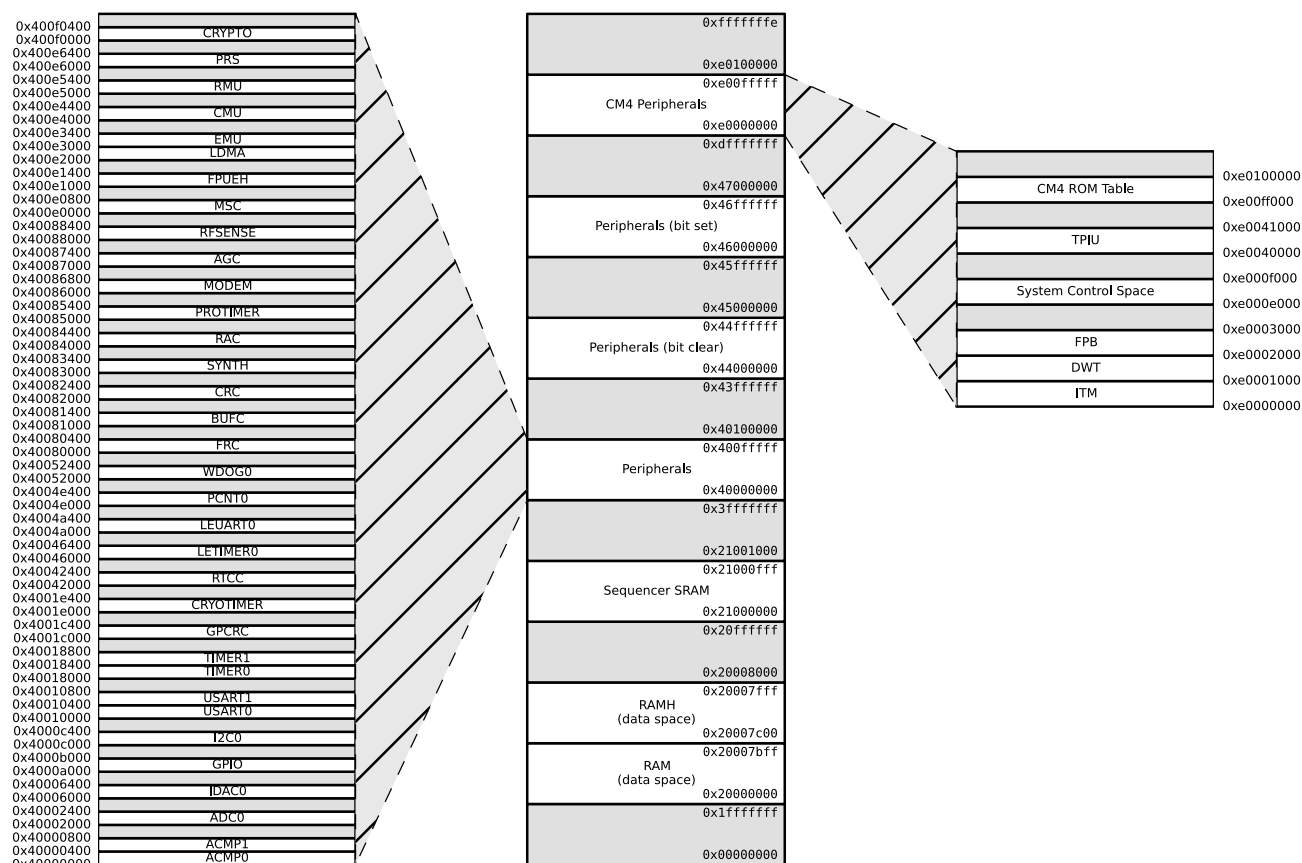 0x400f0400
CRYPTO
0x400f0000
0x400e6400
PRS
0x400e6000
0x400e5400
RMU
0x400e5000
0x400e4400
CMU
0x400e4000
0x400e3400
EMU
0x400e3000
LDMA
0x400e2000
0x400e1400
FPUEH
0x400e1000
0x400e0800
MSC
0x400e0000
0x40088400
RFSENSE
0x40088000
0x40087400
AGC
0x40087000
0x40086800
MODEM
0x40086000
0x40085400
PROTIMER
0x40085000
0x40084400
RAC
0x40084000
0x40083400
SYNTH
0x40083000
0x40082400
CRC
0x40082000
0x40081400
BUFC
0x40081000
0x40080400
FRC
0x40080000
0x40052400
WDOG0
0x40052000
0x4004e400
PCNT0
0x4004e000
0x4004a400
LEUART0
0x4004a000
0x40046400
LETIMER0
0x40046000
0x40042400
RTCC
0x40042000
0x4001e400
CRYOTIMER
0x4001e000
0x4001c400
GPCRC
0x4001c000
0x40018800
TIMER1
0x40018400
TIMER0
0x40018000
0x40010800
USART1
0x40010400
USART0
0x40010000
0x4000c400
I2C0
0x4000c000
0x4000b000
GPIO
0x4000a000
0x40006400
IDAC0
0x40006000
0x40002400
ADC0
0x40002000
0x40000800
ACMP1
0x40000400
ACMP0
0x40000000
0xfffffffe
0xe0100000
0xe00fffff
CM4 Peripherals
0xe0000000
0xdfffffff
0x47000000
0x46ffffff
Peripherals (bit set)
0x46000000
0x45ffffff
0x45000000
0x44ffffff
Peripherals (bit clear)
0x44000000
0x43ffffff
0x40100000
0x400fffff
Peripherals
0x40000000
0x3fffffff
0x21001000
0x21000fff
Sequencer SRAM
0x21000000
0x20ffffff
0x20008000
0x20007fff
RAMH
(data space)
0x20007c00
0x20007bff
RAM
(data space)
0x20000000
0x1fffffff
0x00000000
0xe0100000
CM4 ROM Table
0xe00ff000
0xe0041000
TPIU
0xe0040000
0xe000f000
System Control Space
0xe000e000
0xe0003000
FPB
0xe0002000
DWT
0xe0001000
ITM
0xe0000000